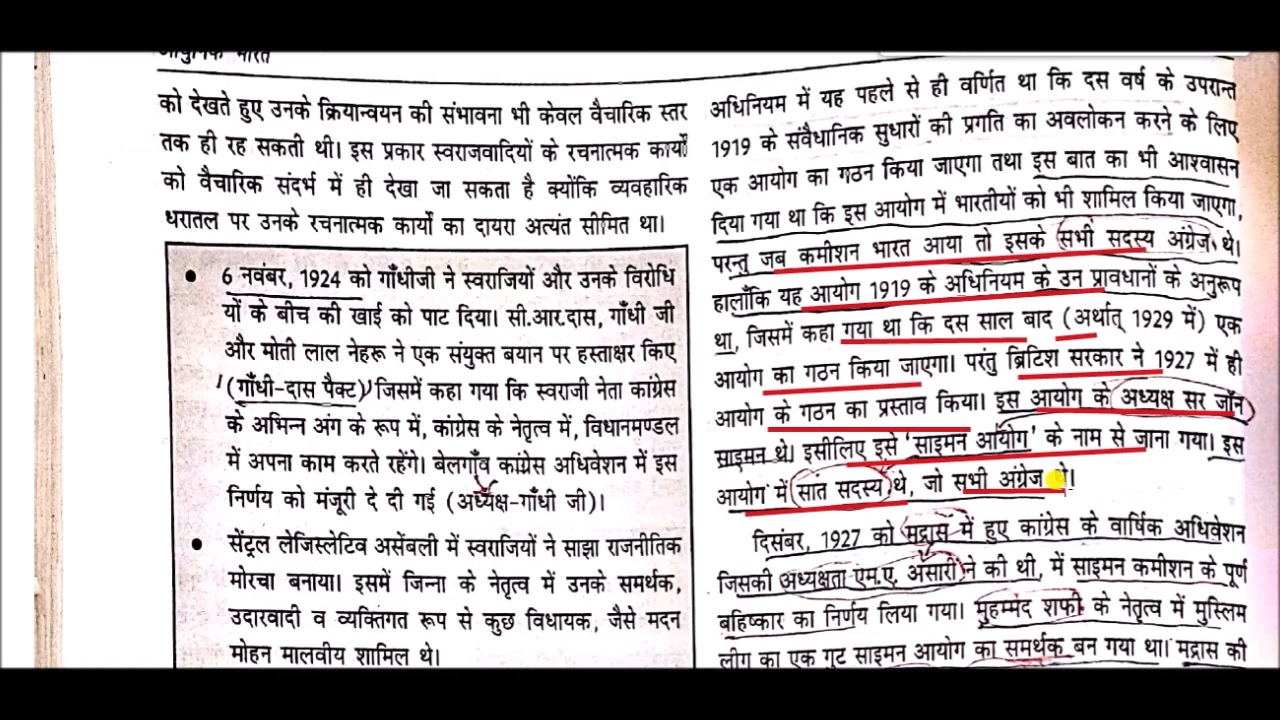 आधुनिक भारत
को देखते हुए उनके क्रियान्वयन की संभावना भी केवल वैचारिक स्तर
तक ही रह सकती थी। इस प्रकार स्वराजवादियों के रचनात्मक कार्यों
को वैचारिक संदर्भ में ही देखा जा सकता है क्योंकि व्यवहारिक
धरातल पर उनके रचनात्मक कार्यो का दायरा अत्यंत सीमित था।
• 6 नवंबर, 1924 को गाँधीजी ने स्वराजियों और उनके विरोधि
यों के बीच की खाई को पाट दिया। सी.आर.दास, गाँधी जी
और मोती लाल नेहरू ने एक संयुक्त बयान पर हस्ताक्षर किए
(गाँधी-दास पैक्ट) जिसमें कहा गया कि स्वराजी नेता कांग्रेस
के अभिन्न अंग के रूप में, कांग्रेस के नेतृत्व में, विधानमण्डल
में अपना काम करते रहेंगे। बेलगाँव कांग्रेस अधिवेशन में इस
निर्णय को मंजूरी दे दी गई (अध्यक्ष-गाँधी जी)।
• सेंट्रल लेजिस्लेटिव असेंबली में स्वराजियों ने साझा राजनीतिक
मोरचा बनाया। इसमें जिन्ना के नेतृत्व में उनके समर्थक,
उदारवादी व व्यक्तिगत रूप से कुछ विधायक, जैसे मदन
मोहन मालवीय शामिल थे।
अधिनियम में यह पहले से ही वर्णित था कि दस वर्ष के उपरान्त
1919 के संवैधानिक सुधारों की प्रगति का अवलोकन करने के लिए
एक आयोग का गठन किया जाएगा तथा इस बात का भी आश्वासन
दिया गया था कि इस आयोग में भारतीयों को भी शामिल किया जाएगा,
परन्तु जब कमीशन भारत आया तो इसके सभी सदस्य अंग्रेज थे।
हालाँकि यह आयोग 1919 के अधिनियम के उन प्रावधानों के अनुरूप
था, जिसमें कहा गया था कि दस साल बाद (अर्थात् 1929 में) एक
आयोग का गठन किया जाएगा। परंतु ब्रिटिश सरकार ने 1927 में ही
आयोग के गठन का प्रस्ताव किया। इस आयोग के अध्यक्ष सर जॉन
साइमन थे। इसीलिए इसे 'साइमन आयोग' के नाम से जाना गया। इस
आयोग में सात सदस्य थे, जो सभी अंग्रेज थे।
दिसंबर, 1927 को मद्रास में हुए कांग्रेस के वार्षिक अधिवेशन
जिसकी अध्यक्षता एम.ए. अंसारी ने की थी, में साइमन कमीशन के पूर्ण
बहिष्कार का निर्णय लिया गया। मुहम्मद शफी के नेतृत्व में मुस्लिम
लीग का एक गुट साइमन आयोग का समर्थक बन गया था। मद्रास की